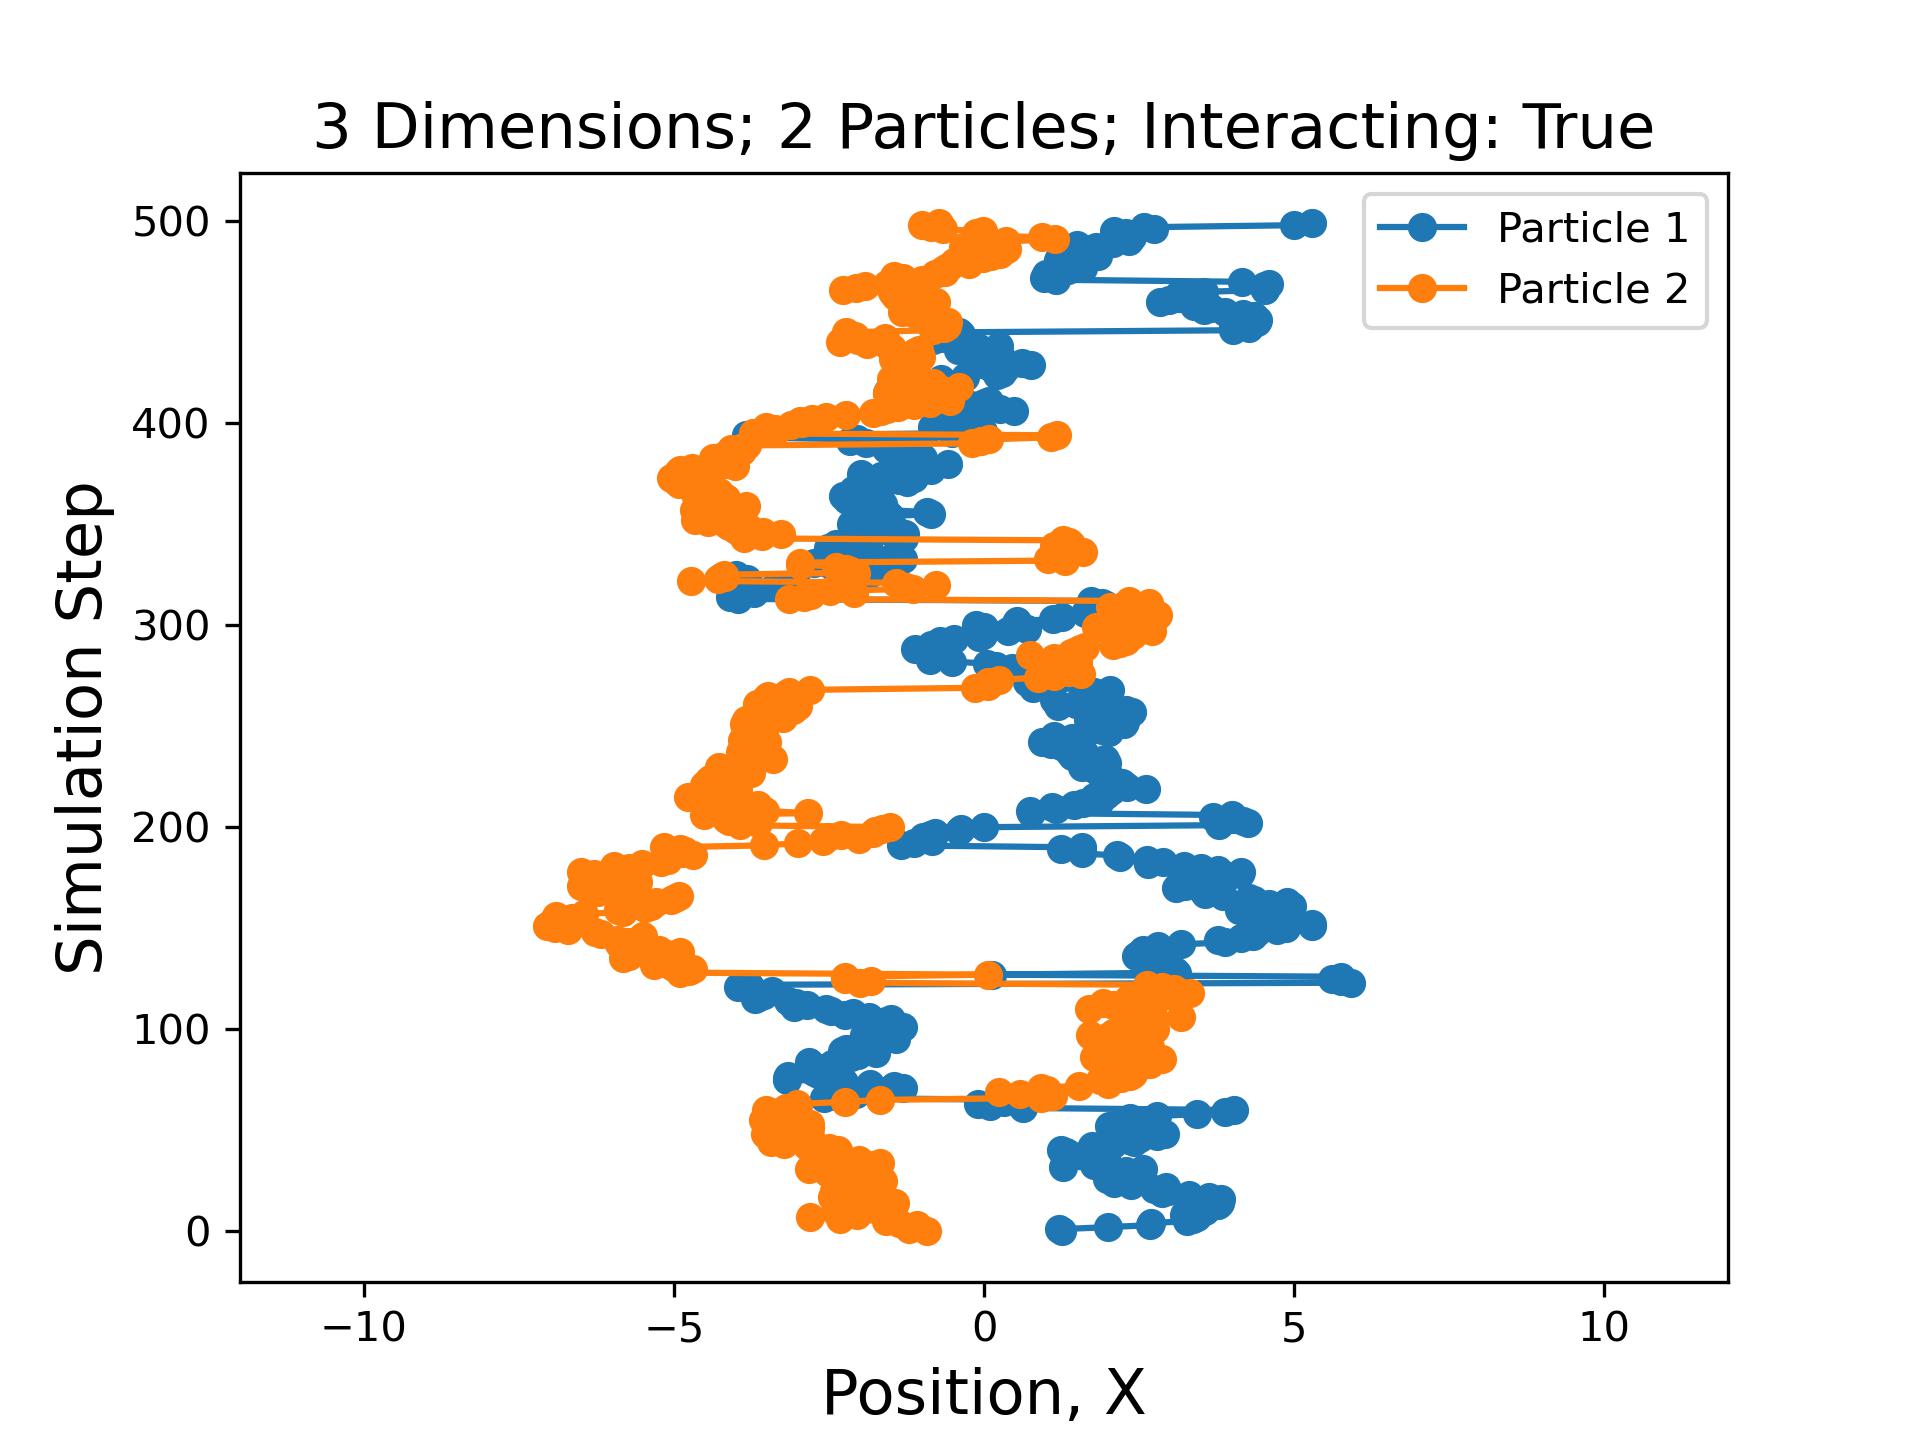 3 Dimensions; 2 Particles; Interacting: True
Particle 1
Particle 2
Simulation Step
500
400
300
200
100
0
−10 −5 0 5 10
Position, X